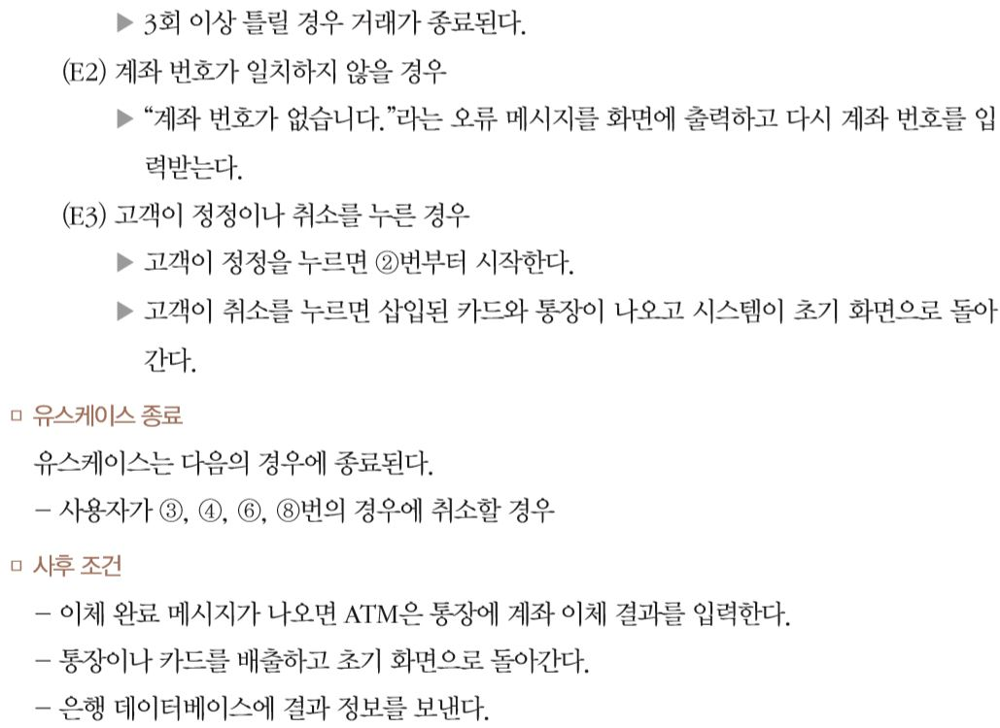 ▶ 3회 이상 틀릴 경우 거래가 종료된다.
(E2) 계좌 번호가 일치하지 않을 경우
▶ “계좌 번호가 없습니다.”라는 오류 메시지를 화면에 출력하고 다시 계좌 번호를 입
력받는다.
(E3) 고객이 정정이나 취소를 누른 경우
▶ 고객이 정정을 누르면 ②번부터 시작한다.
▶ 고객이 취소를 누르면 삽입된 카드와 통장이 나오고 시스템이 초기 화면으로 돌아
간다.
□ 유스케이스 종료
유스케이스는 다음의 경우에 종료된다.
– 사용자가 ③, ④, ⑥, ⑧번의 경우에 취소할 경우
□ 사후 조건
– 이체 완료 메시지가 나오면 ATM은 통장에 계좌 이체 결과를 입력한다.
– 통장이나 카드를 배출하고 초기 화면으로 돌아간다.
– 은행 데이터베이스에 결과 정보를 보낸다.